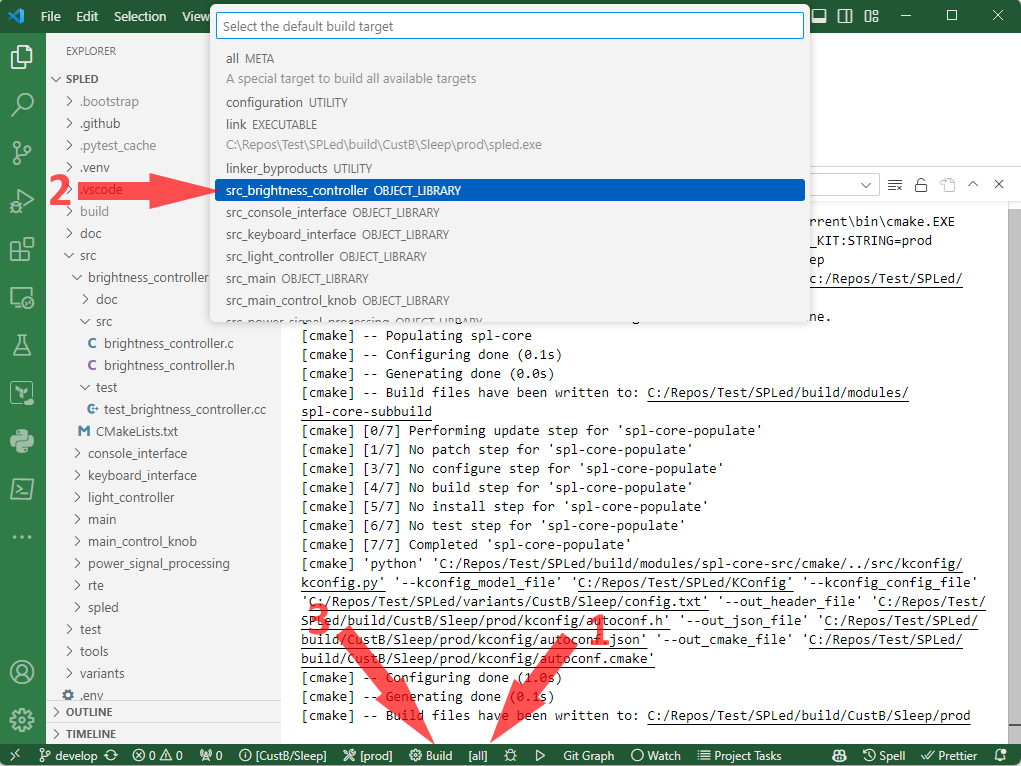 File Edit Selection View
Select the default build target
all META
A special target to build all available targets
configuration UTILITY
link EXECUTABLE
C:\Repos\Test\SPLed\build\CustB\Sleep\prod\spled.exe
linker_byproducts UTILITY
src_brightness_controller OBJECT_LIBRARY
src_console_interface OBJECT_LIBRARY
src_keyboard_interface OBJECT_LIBRARY
src_light_controller OBJECT_LIBRARY
src_main OBJECT_LIBRARY
src_main_control_knob OBJECT_LIBRARY
src_power_signal_processing OBJECT_LIBRARY
EXPLORER
SPLED
.bootstrap
.github
.pytest_cache
.venv
2
.vscode
build
doc
src
brightness_controller
doc
src
C brightness_controller.c
C brightness_controller.h
test
test_brightness_controller.cc
M CMakeLists.txt
console_interface
keyboard_interface
light_controller
main
main_control_knob
power_signal_processing
rte
spled
test
tools
variants
.env
OUTLINE
TIMELINE
rrent\bin\cmake.EXE
_KIT:STRING=prod
ep
c:/Repos/Test/SPLed/
ne.
[cmake] -- Populating spl-core
[cmake] -- Configuring done (0.1s)
[cmake] -- Generating done (0.0s)
[cmake] -- Build files have been written to: C:/Repos/Test/SPLed/build/modules/
spl-core-subbuild
[cmake] [0/7] Performing update step for 'spl-core-populate'
[cmake] [1/7] No patch step for 'spl-core-populate'
[cmake] [3/7] No configure step for 'spl-core-populate'
[cmake] [4/7] No build step for 'spl-core-populate'
[cmake] [5/7] No install step for 'spl-core-populate'
[cmake] [6/7] No test step for 'spl-core-populate'
[cmake] [7/7] Completed 'spl-core-populate'
[cmake] 'python' 'C:/Repos/Test/SPLed/build/modules/spl-core-src/cmake/../src/kconfig/
kconfig.py' '--kconfig_model_file' 'C:/Repos/Test/SPLed/KConfig' '--kconfig_config_file'
'C:/Repos/Test/SPLed/variants/CustB/Sleep/config.txt' '--out_header_file' 'C:/Repos/Test/
SPLed/build/CustB/Sleep/prod/kconfig/autoconf.h' '--out_json_file' 'C:/Repos/Test/SPLed/
build/CustB/Sleep/prod/kconfig/autoconf.json' '--out_cmake_file' 'C:/Repos/Test/SPLed/
build/CustB/Sleep/prod/kconfig/autoconf.cmake'
[cmake] -- Configuring done (1.0s)
[cmake] -- Generating done (0.1s)
[cmake] -- Build files have been written to: C:/Repos/Test/SPLed/build/CustB/Sleep/prod
3
1
develop 0 0 0 [CustB/Sleep] [prod] Build [all] Git Graph Watch Project Tasks Spell Prettier